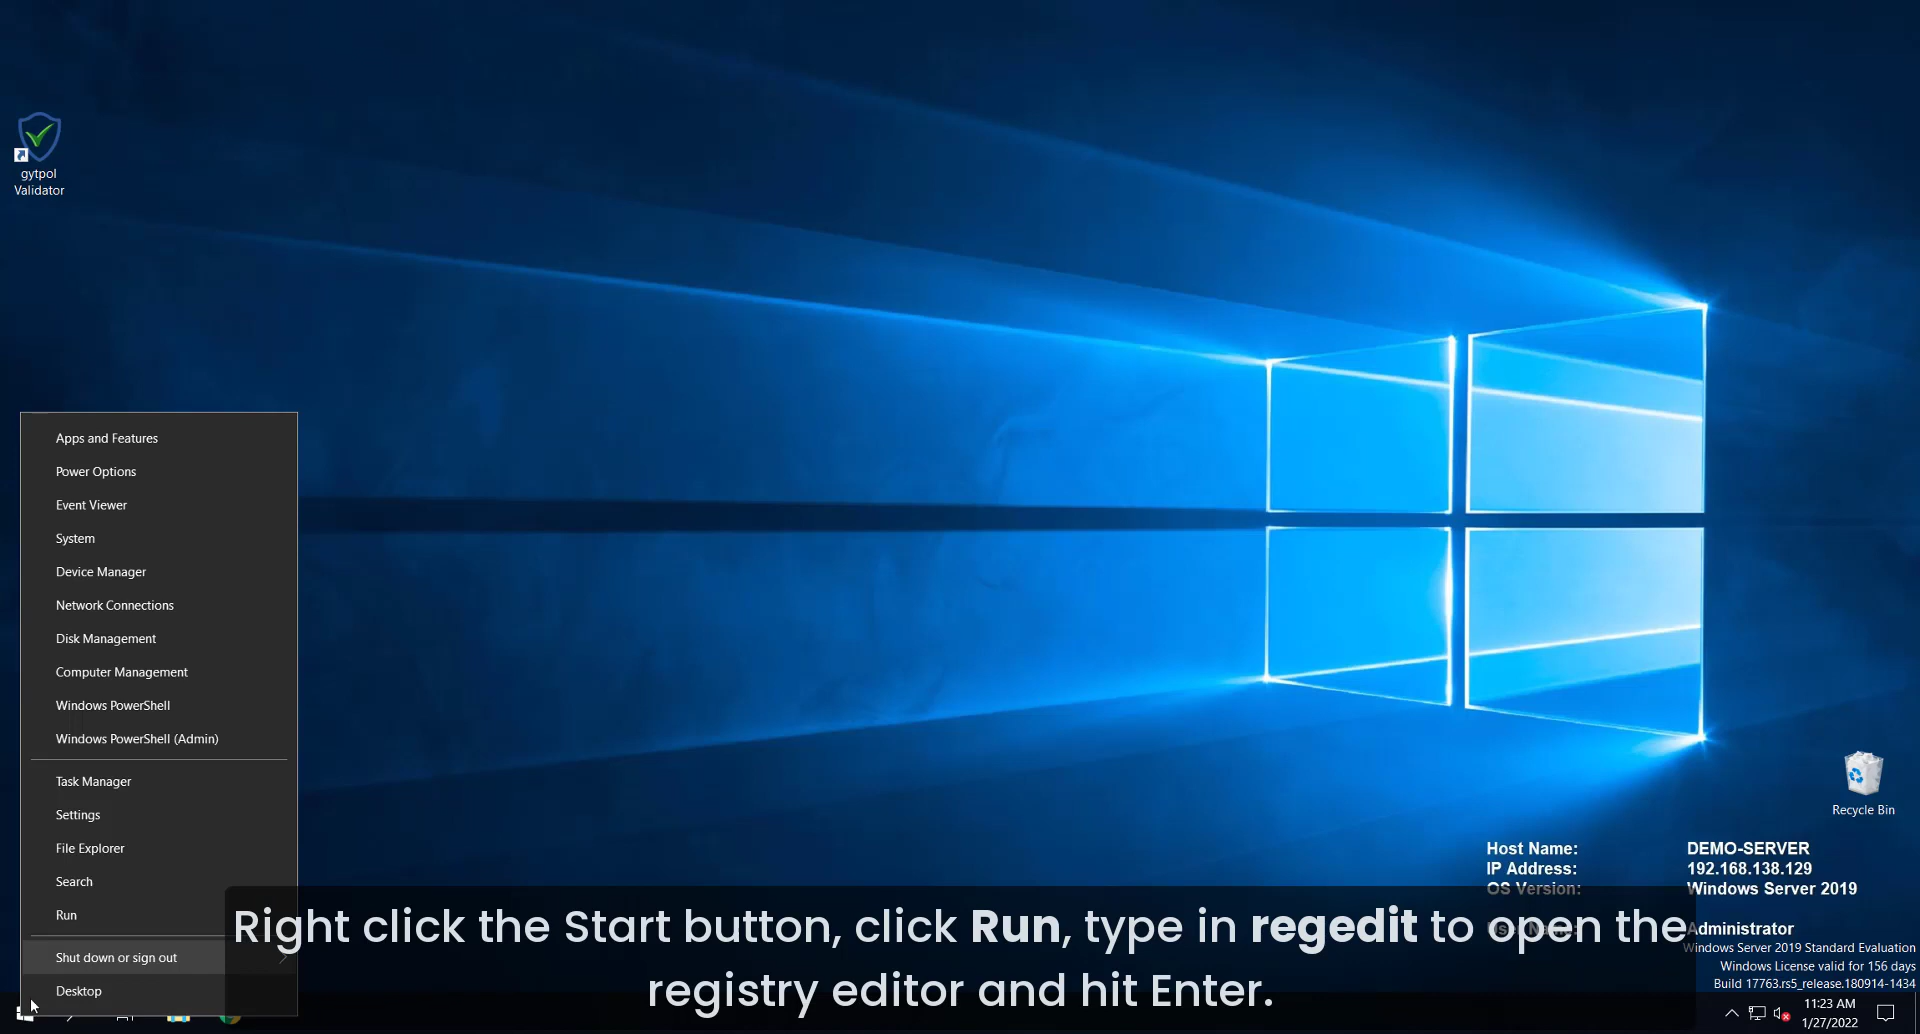 gytpol
Validator
Apps and Features
Power Options
Event Viewer
System
Device Manager
Network Connections
Disk Management
Computer Management
Windows PowerShell
Windows PowerShell (Admin)
Task Manager
Settings
File Explorer
Search
Run
Shut down or sign out
Desktop
Recycle Bin
Host Name: DEMO-SERVER
IP Address: 192.168.138.129
OS Version: Windows Server 2019
Administrator
Right click the Start button, click Run, type in regedit to open the
registry editor and hit Enter.
Windows Server 2019 Standard Evaluation
Windows License valid for 156 days
Build 17763.rs5_release.180914-1434
11:23 AM
1/27/2022